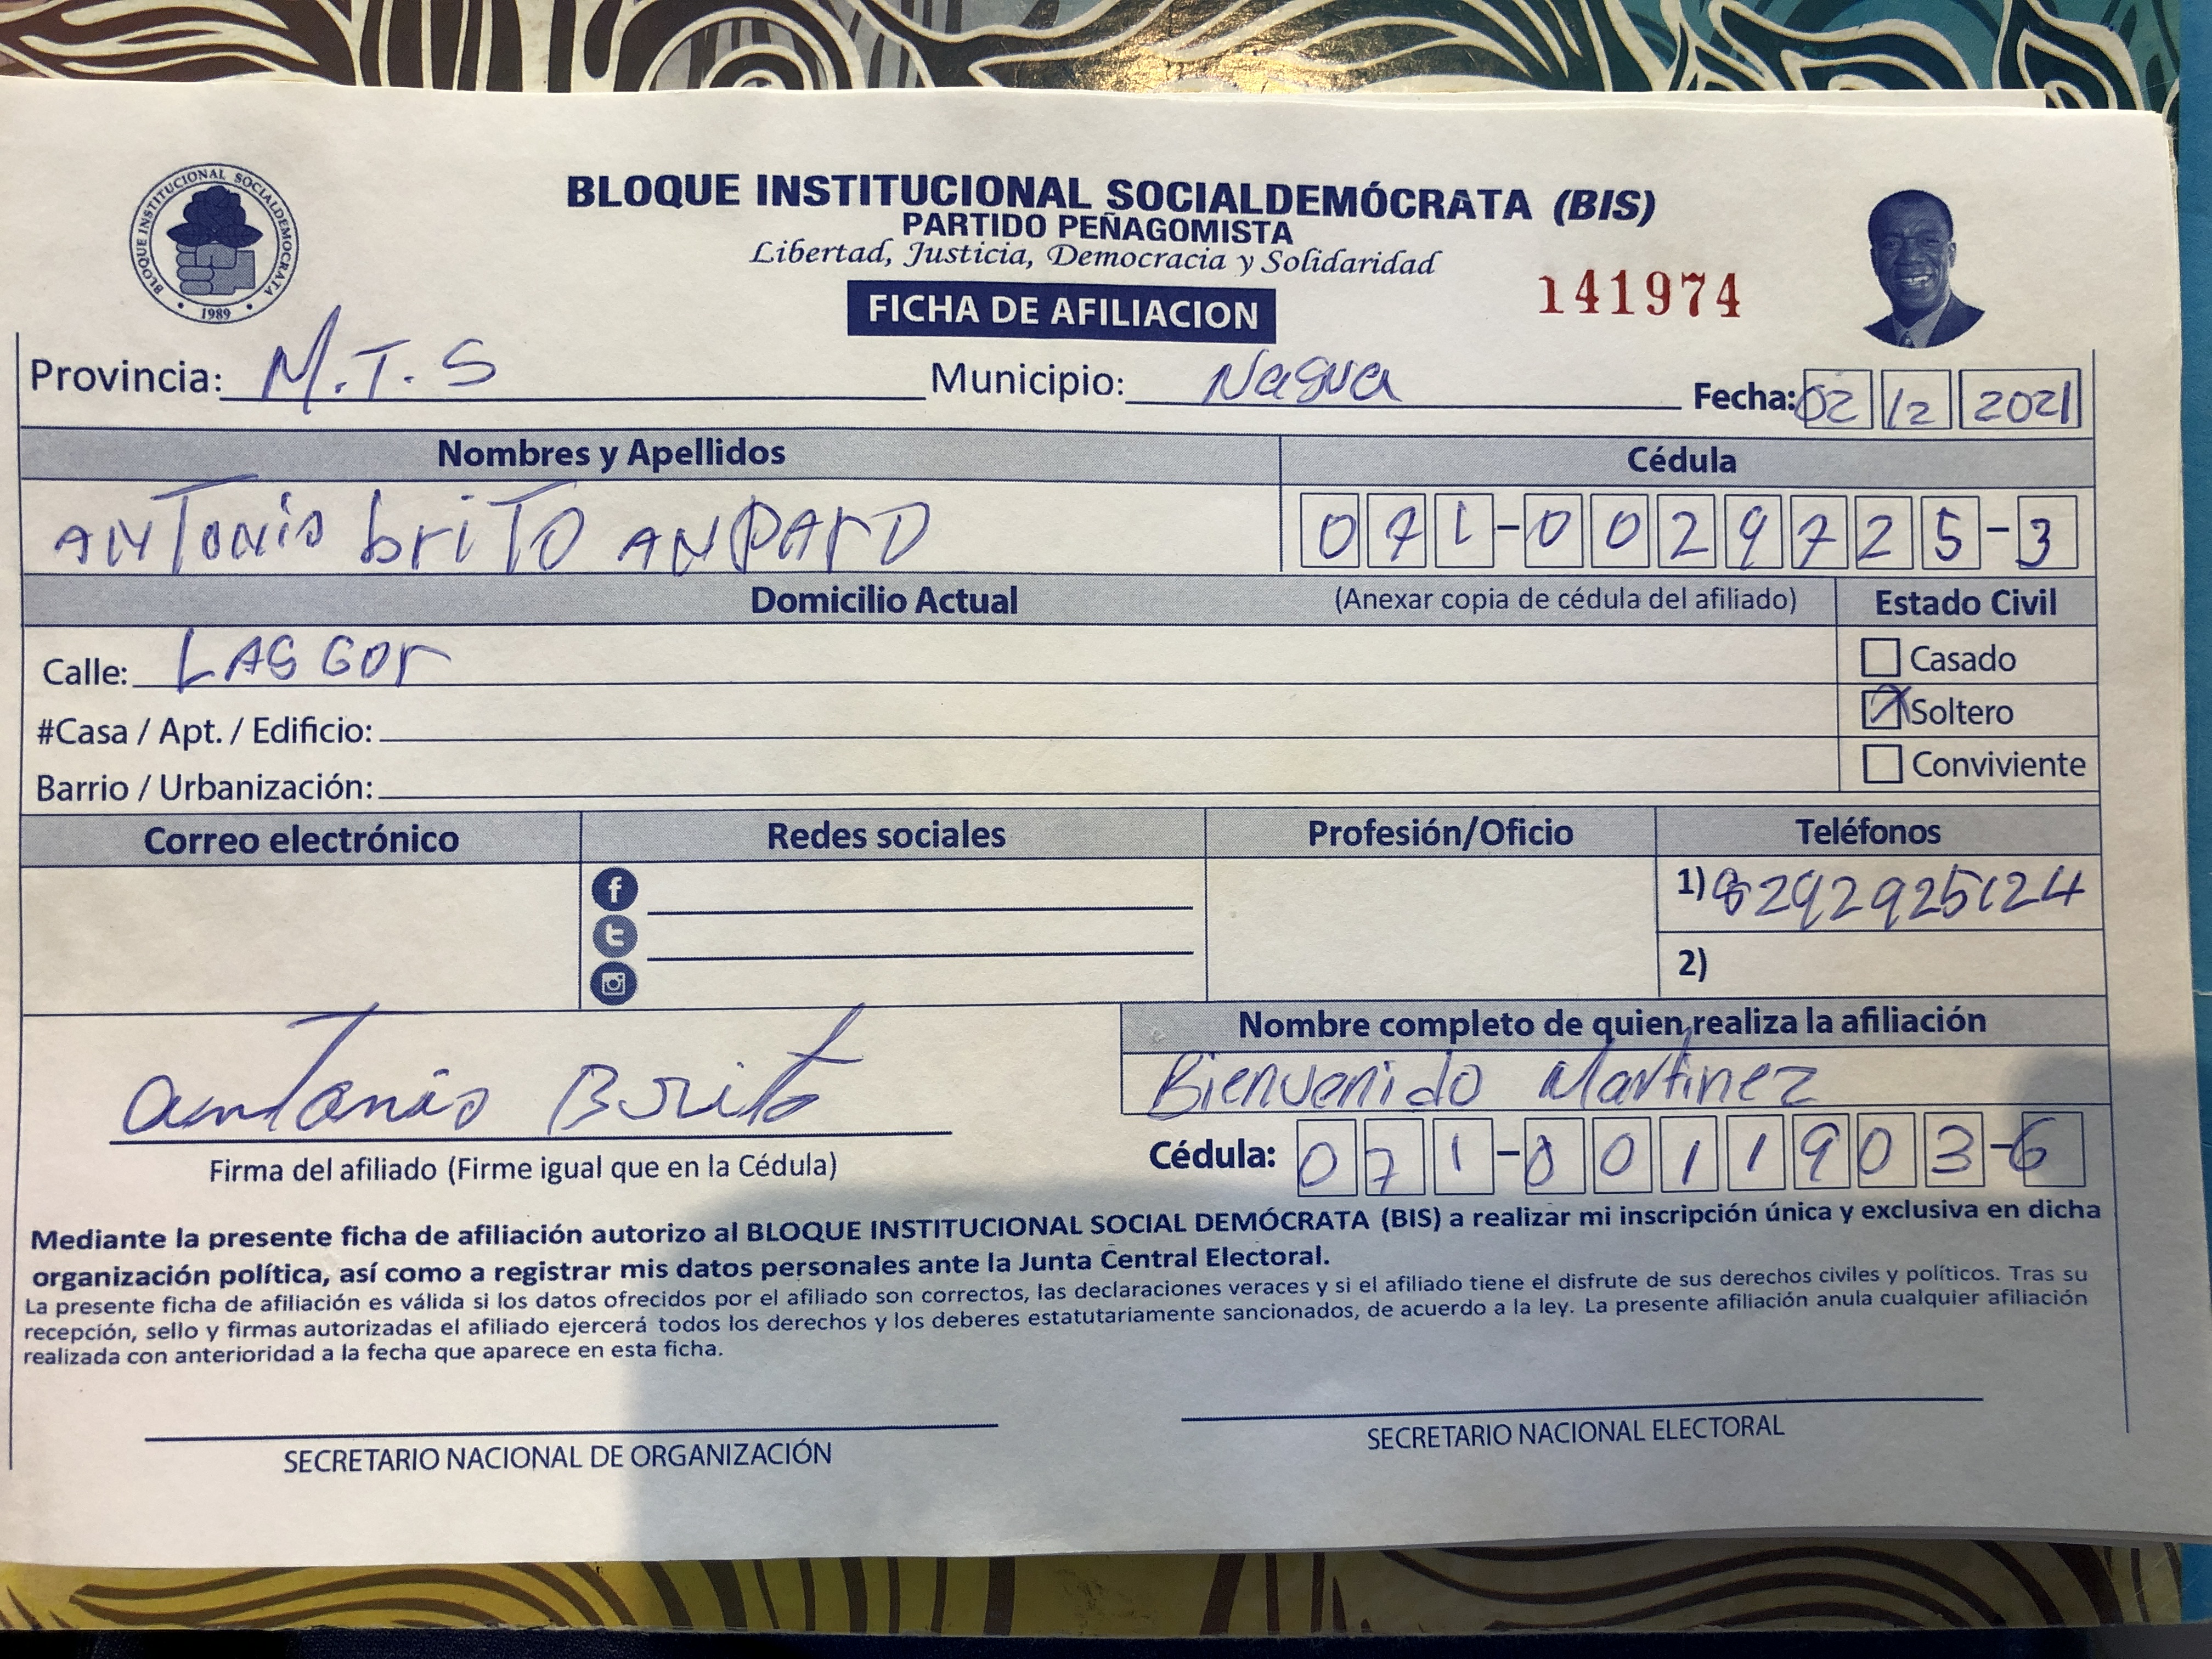 BLOQUE INSTITUCIONAL SOCIALDEMÓCRATA
1989
BLOQUE INSTITUCIONAL SOCIALDEMÓCRATA (BIS)
PARTIDO PEÑAGOMISTA
Libertad, Justicia, Democracia y Solidaridad
FICHA DE AFILIACION
141974
Provincia: M.T.S Municipio: Nagua Fecha: 02 12 2021
Nombres y Apellidos Cédula
ANTonio briTO AMPArO 071-0029725-3
Domicilio Actual (Anexar copia de cédula del afiliado) Estado Civil
Calle: LAS GOr
Casado
Soltero
#Casa / Apt. / Edificio:
Conviviente
Barrio / Urbanización:
Correo electrónico Redes sociales Profesión/Oficio Teléfonos
1) 8292925124
2)
Nombre completo de quien realiza la afiliación
antonio Brito
Bienvenido Martinez
Firma del afiliado (Firme igual que en la Cédula)
Cédula: 071-0011903-6
Mediante la presente ficha de afiliación autorizo al BLOQUE INSTITUCIONAL SOCIAL DEMÓCRATA (BIS) a realizar mi inscripción única y exclusiva en dicha
organización política, así como a registrar mis datos personales ante la Junta Central Electoral.
La presente ficha de afiliación es válida si los datos ofrecidos por el afiliado son correctos, las declaraciones veraces y si el afiliado tiene el disfrute de sus derechos civiles y políticos. Tras su
recepción, sello y firmas autorizadas el afiliado ejercerá todos los derechos y los deberes estatutariamente sancionados, de acuerdo a la ley. La presente afiliación anula cualquier afiliación
realizada con anterioridad a la fecha que aparece en esta ficha.
SECRETARIO NACIONAL DE ORGANIZACIÓN
SECRETARIO NACIONAL ELECTORAL